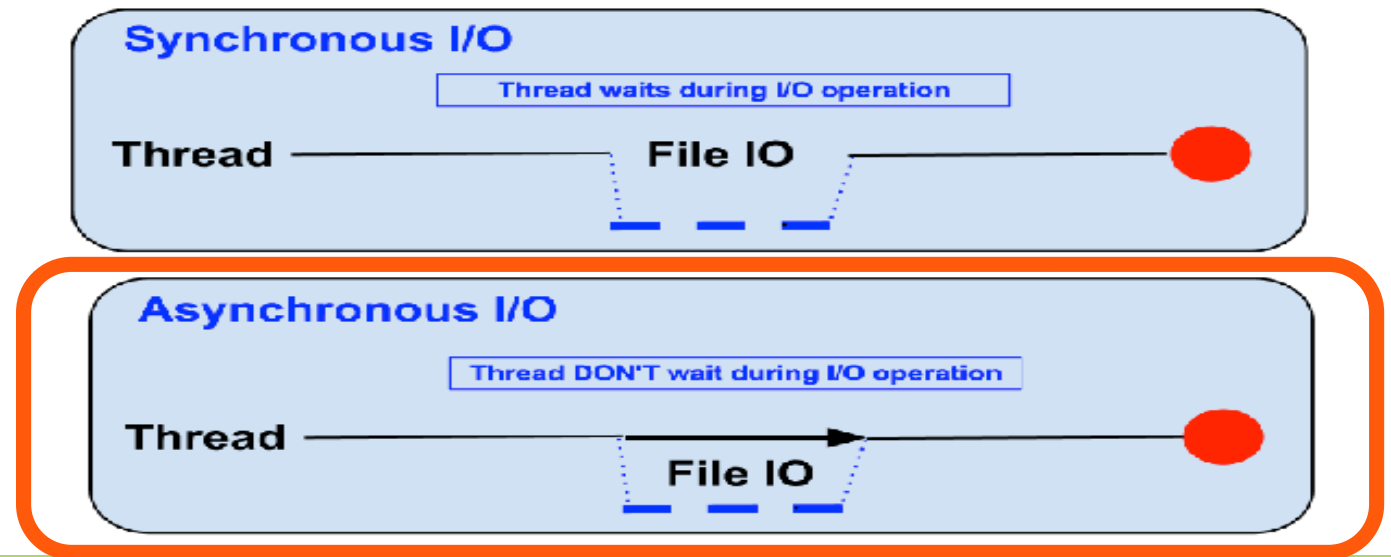 Synchronous I/O
Thread waits during I/O operation
Thread
File IO
Asynchronous I/O
Thread DON'T wait during I/O operation
Thread
File IO